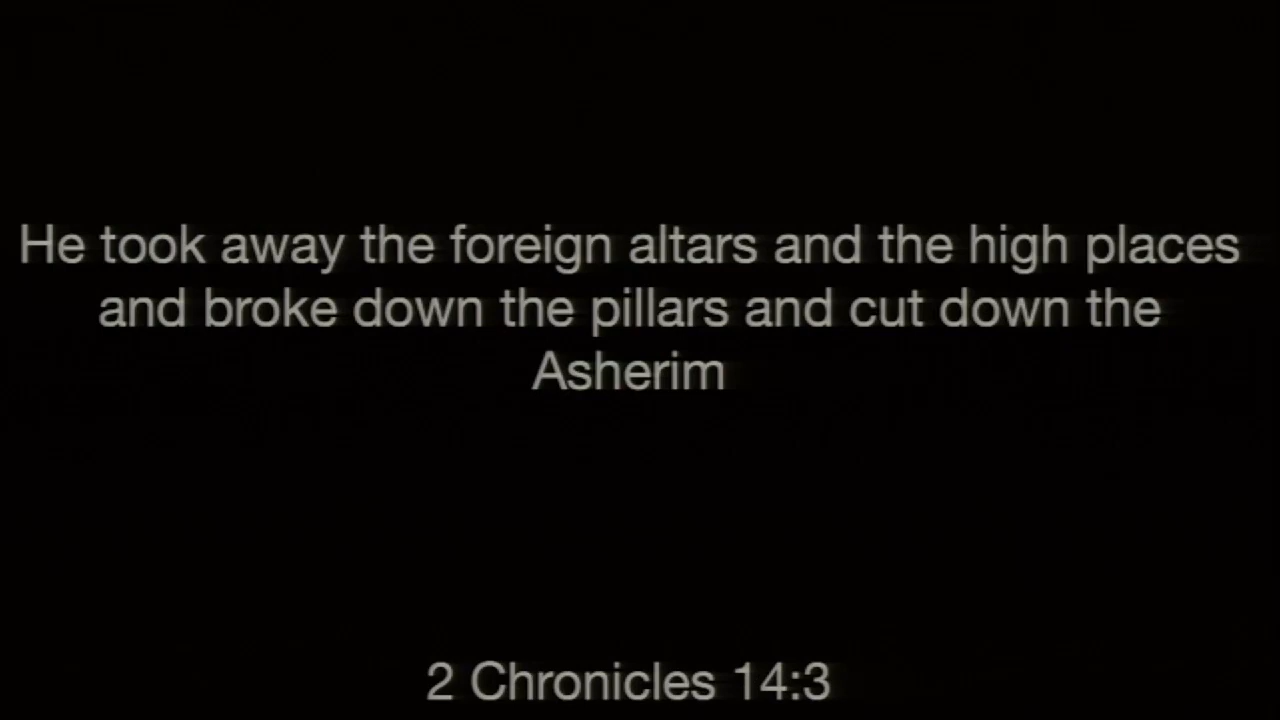 He took away the foreign altars and the high places
and broke down the pillars and cut down the
Asherim
2 Chronicles 14:3